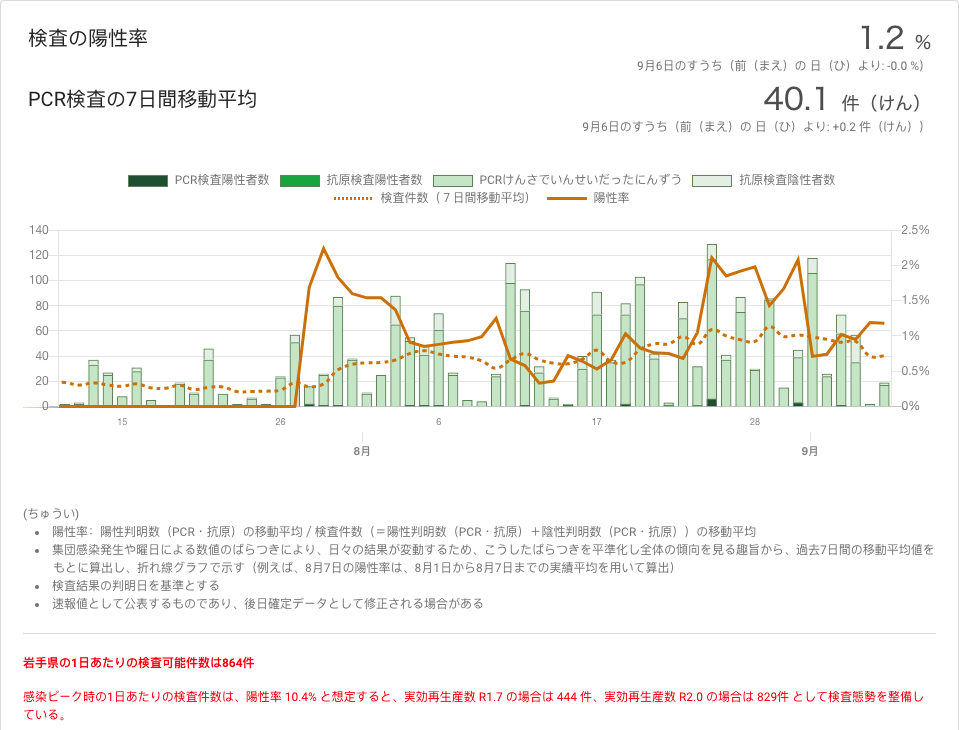 検査の陽性率
1.2 %
9月6日のすうち（前（まえ）の 日（ひ）より: -0.0 %）
PCR検査の7日間移動平均
40.1 件（けん）
9月6日のすうち（前（まえ）の 日（ひ）より: +0.2 件（けん））
PCR検査陽性者数 抗原検査陽性者数 PCRけんさでいんせいだったにんずう 抗原検査陰性者数
検査件数（７日間移動平均） 陽性率
140 2.5%
120 2%
100
80 1.5%
60 1%
40
20 0.5%
0 0%
15 26 6 17 28
8月 9月
(ちゅうい)
陽性率：陽性判明数（PCR・抗原）の移動平均 / 検査件数（＝陽性判明数（PCR・抗原）＋陰性判明数（PCR・抗原））の移動平均
集団感染発生や曜日による数値のばらつきにより、日々の結果が変動するため、こうしたばらつきを平準化し全体の傾向を見る趣旨から、過去7日間の移動平均値を
もとに算出し、折れ線グラフで示す（例えば、8月7日の陽性率は、8月1日から8月7日までの実績平均を用いて算出）
検査結果の判明日を基準とする
速報値として公表するものであり、後日確定データとして修正される場合がある
岩手県の1日あたりの検査可能件数は864件
感染ピーク時の1日あたりの検査件数は、陽性率 10.4% と想定すると、実効再生産数 R1.7 の場合は 444 件、実効再生産数 R2.0 の場合は 829件 として検査態勢を整備し
ている。